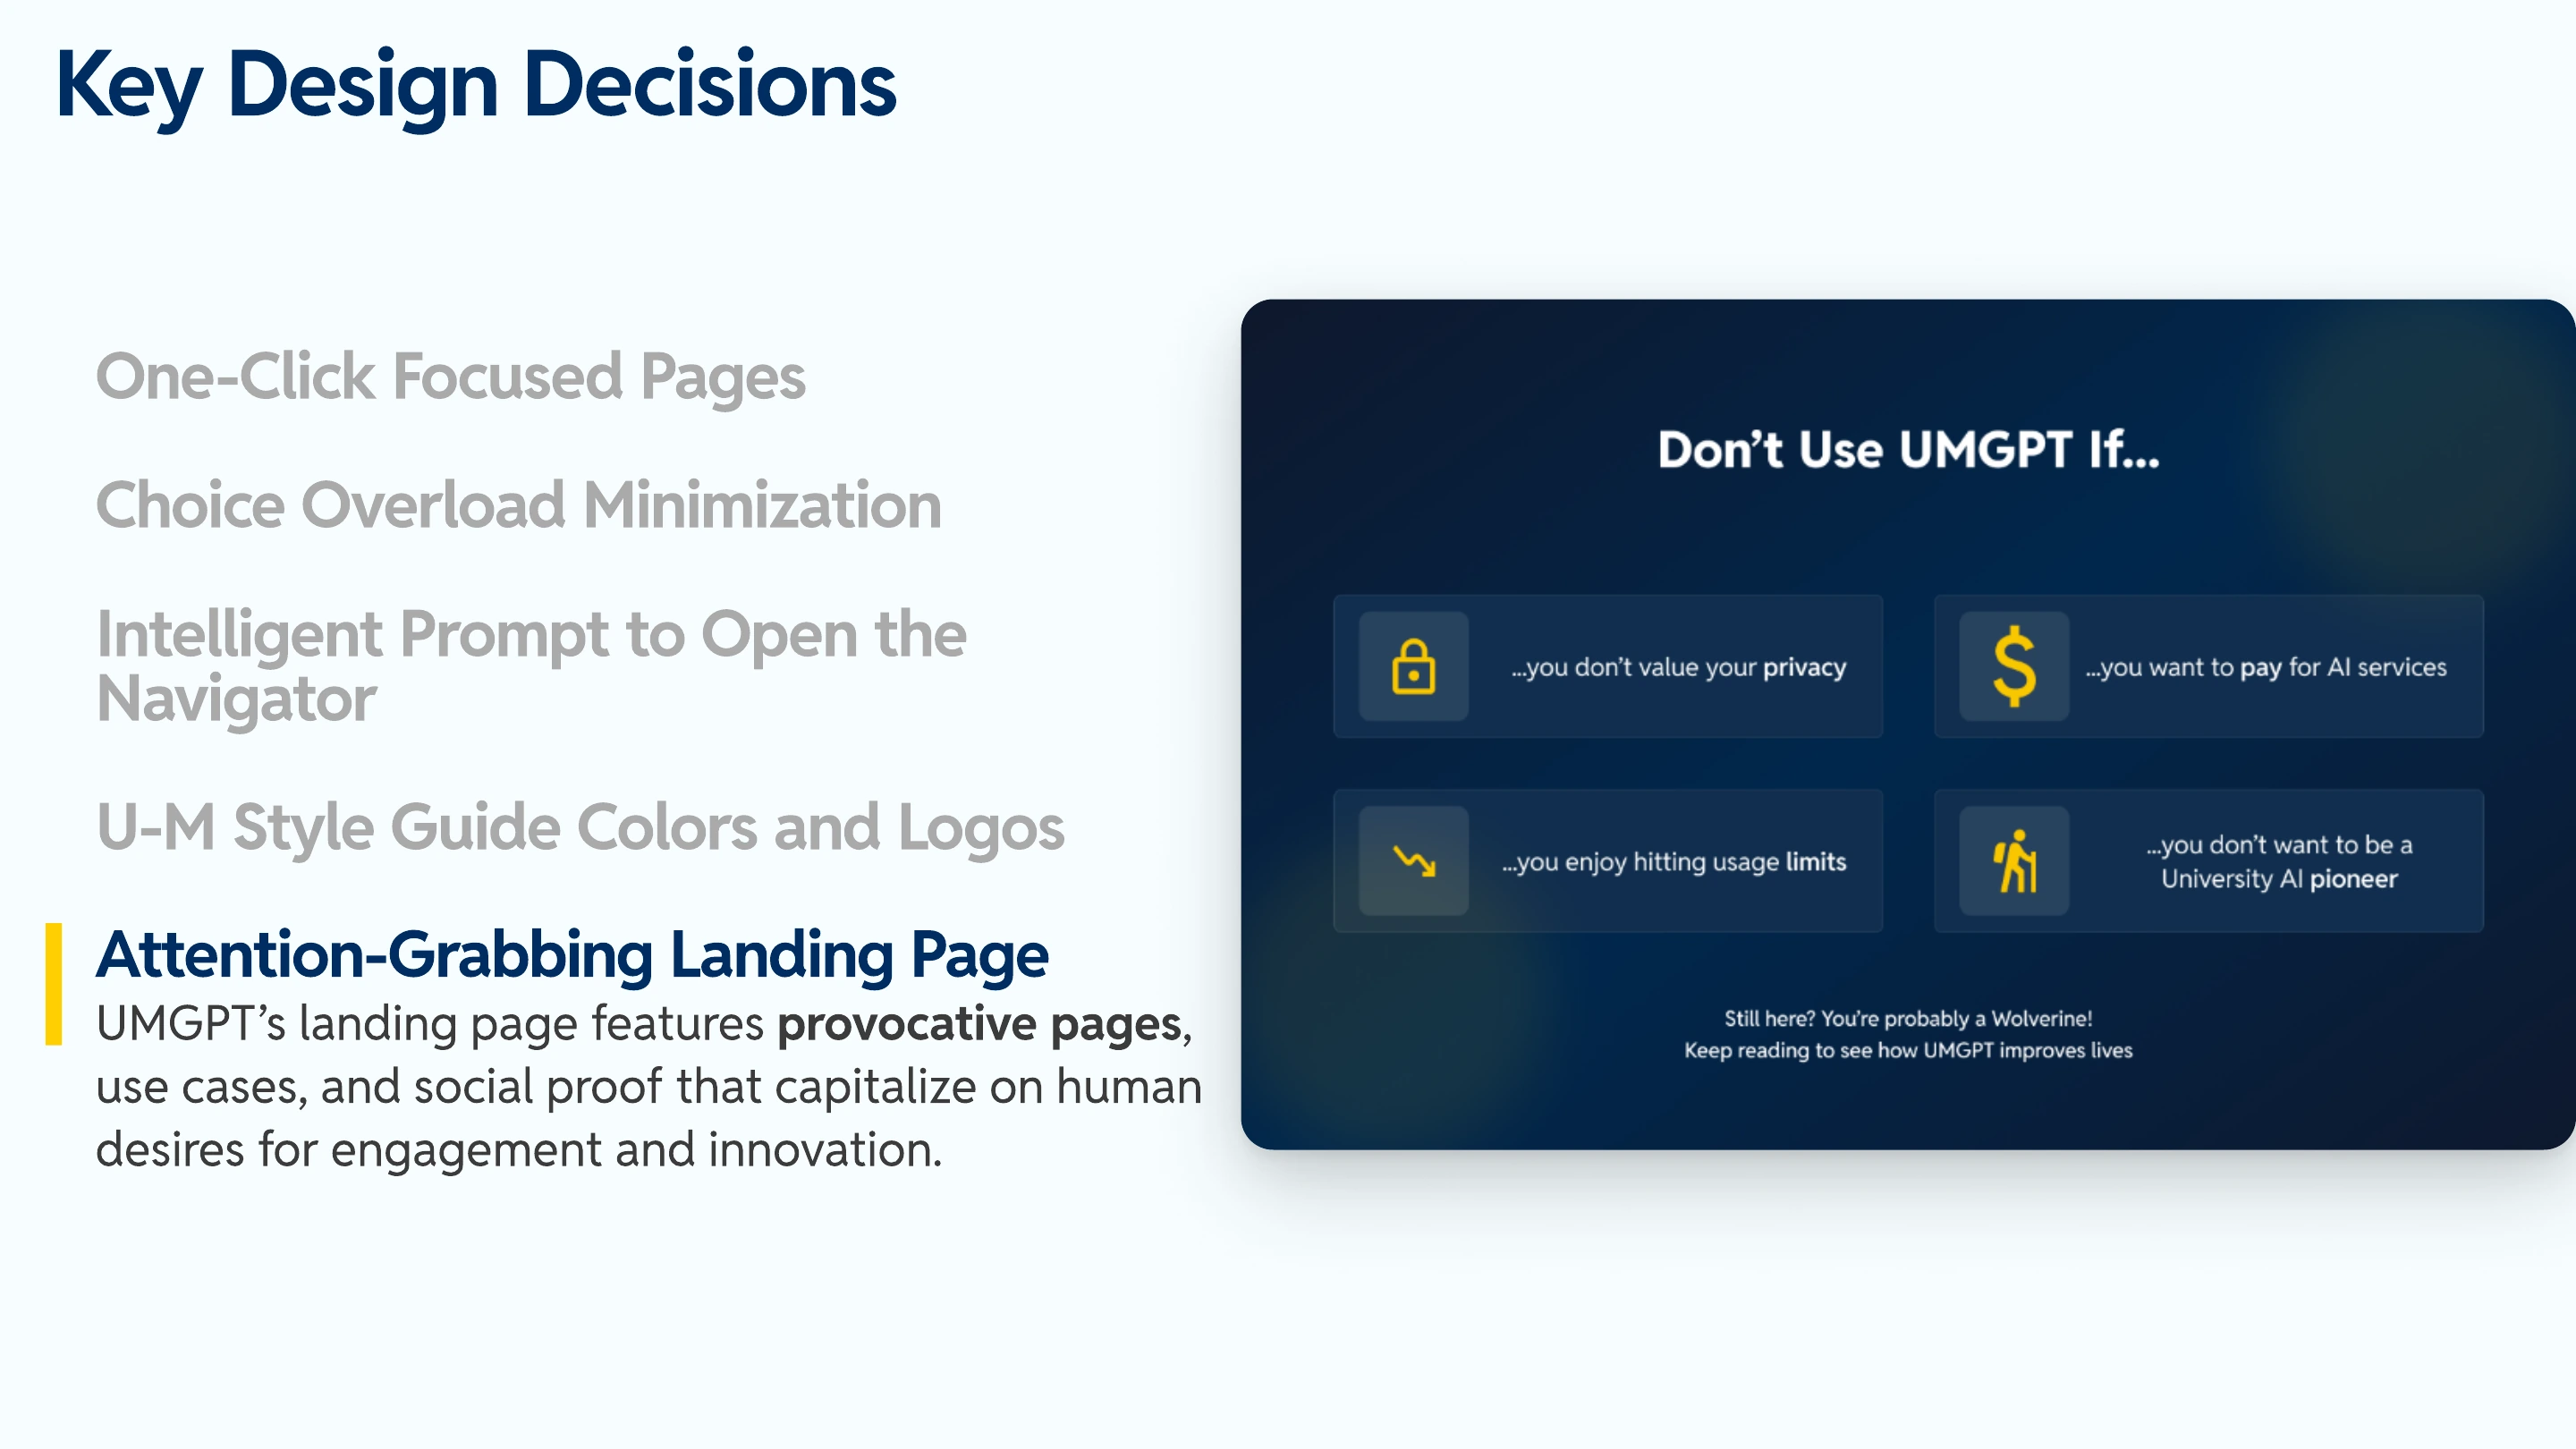 Key Design Decisions
One-Click Focused Pages
Choice Overload Minimization
Intelligent Prompt to Open the
Navigator
U-M Style Guide Colors and Logos
Attention-Grabbing Landing Page
UMGPT’s landing page features provocative pages,
use cases, and social proof that capitalize on human
desires for engagement and innovation.
Don’t Use UMGPT If...
...you don’t value your privacy
$
...you want to pay for AI services
...you enjoy hitting usage limits
...you don’t want to be a
University AI pioneer
Still here? You’re probably a Wolverine!
Keep reading to see how UMGPT improves lives